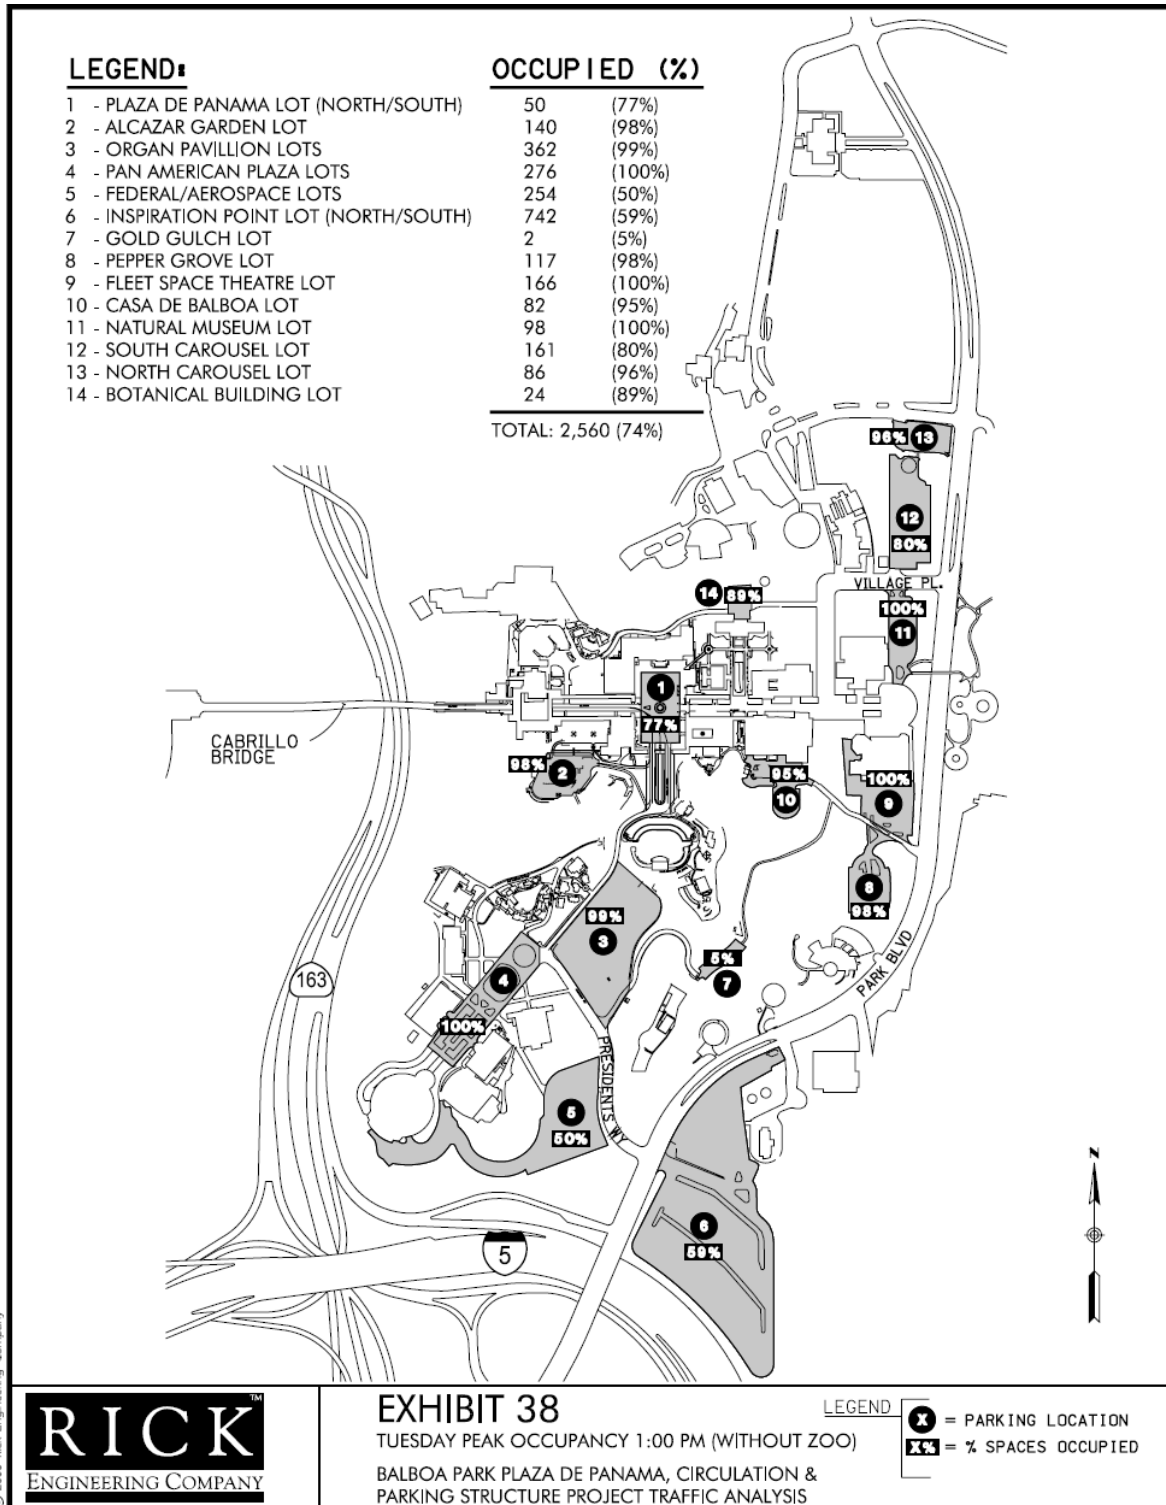 LEGEND:
OCCUPIED (%)
1 - PLAZA DE PANAMA LOT (NORTH/SOUTH) 50 (77%)
2 - ALCAZAR GARDEN LOT 140 (98%)
3 - ORGAN PAVILLION LOTS 362 (99%)
4 - PAN AMERICAN PLAZA LOTS 276 (100%)
5 - FEDERAL/AEROSPACE LOTS 254 (50%)
6 - INSPIRATION POINT LOT (NORTH/SOUTH) 742 (59%)
7 - GOLD GULCH LOT 2 (5%)
8 - PEPPER GROVE LOT 117 (98%)
9 - FLEET SPACE THEATRE LOT 166 (100%)
10 - CASA DE BALBOA LOT 82 (95%)
11 - NATURAL MUSEUM LOT 98 (100%)
12 - SOUTH CAROUSEL LOT 161 (80%)
13 - NORTH CAROUSEL LOT 86 (96%)
14 - BOTANICAL BUILDING LOT 24 (89%)
TOTAL: 2,560 (74%)
96% 13
12
80%
VILLAGE PL.
14 89%
100%
11
1
77%
CABRILLO
BRIDGE
98% 2
95%
10
100%
9
8
98%
99%
3
5%
7
PARK BLVD
4
100%
163
PRESIDENTS WY
5
50%
N
6
59%
5
RICK™
ENGINEERING COMPANY
EXHIBIT 38
TUESDAY PEAK OCCUPANCY 1:00 PM (WITHOUT ZOO)
BALBOA PARK PLAZA DE PANAMA, CIRCULATION &
PARKING STRUCTURE PROJECT TRAFFIC ANALYSIS
LEGEND
X = PARKING LOCATION
X% = % SPACES OCCUPIED